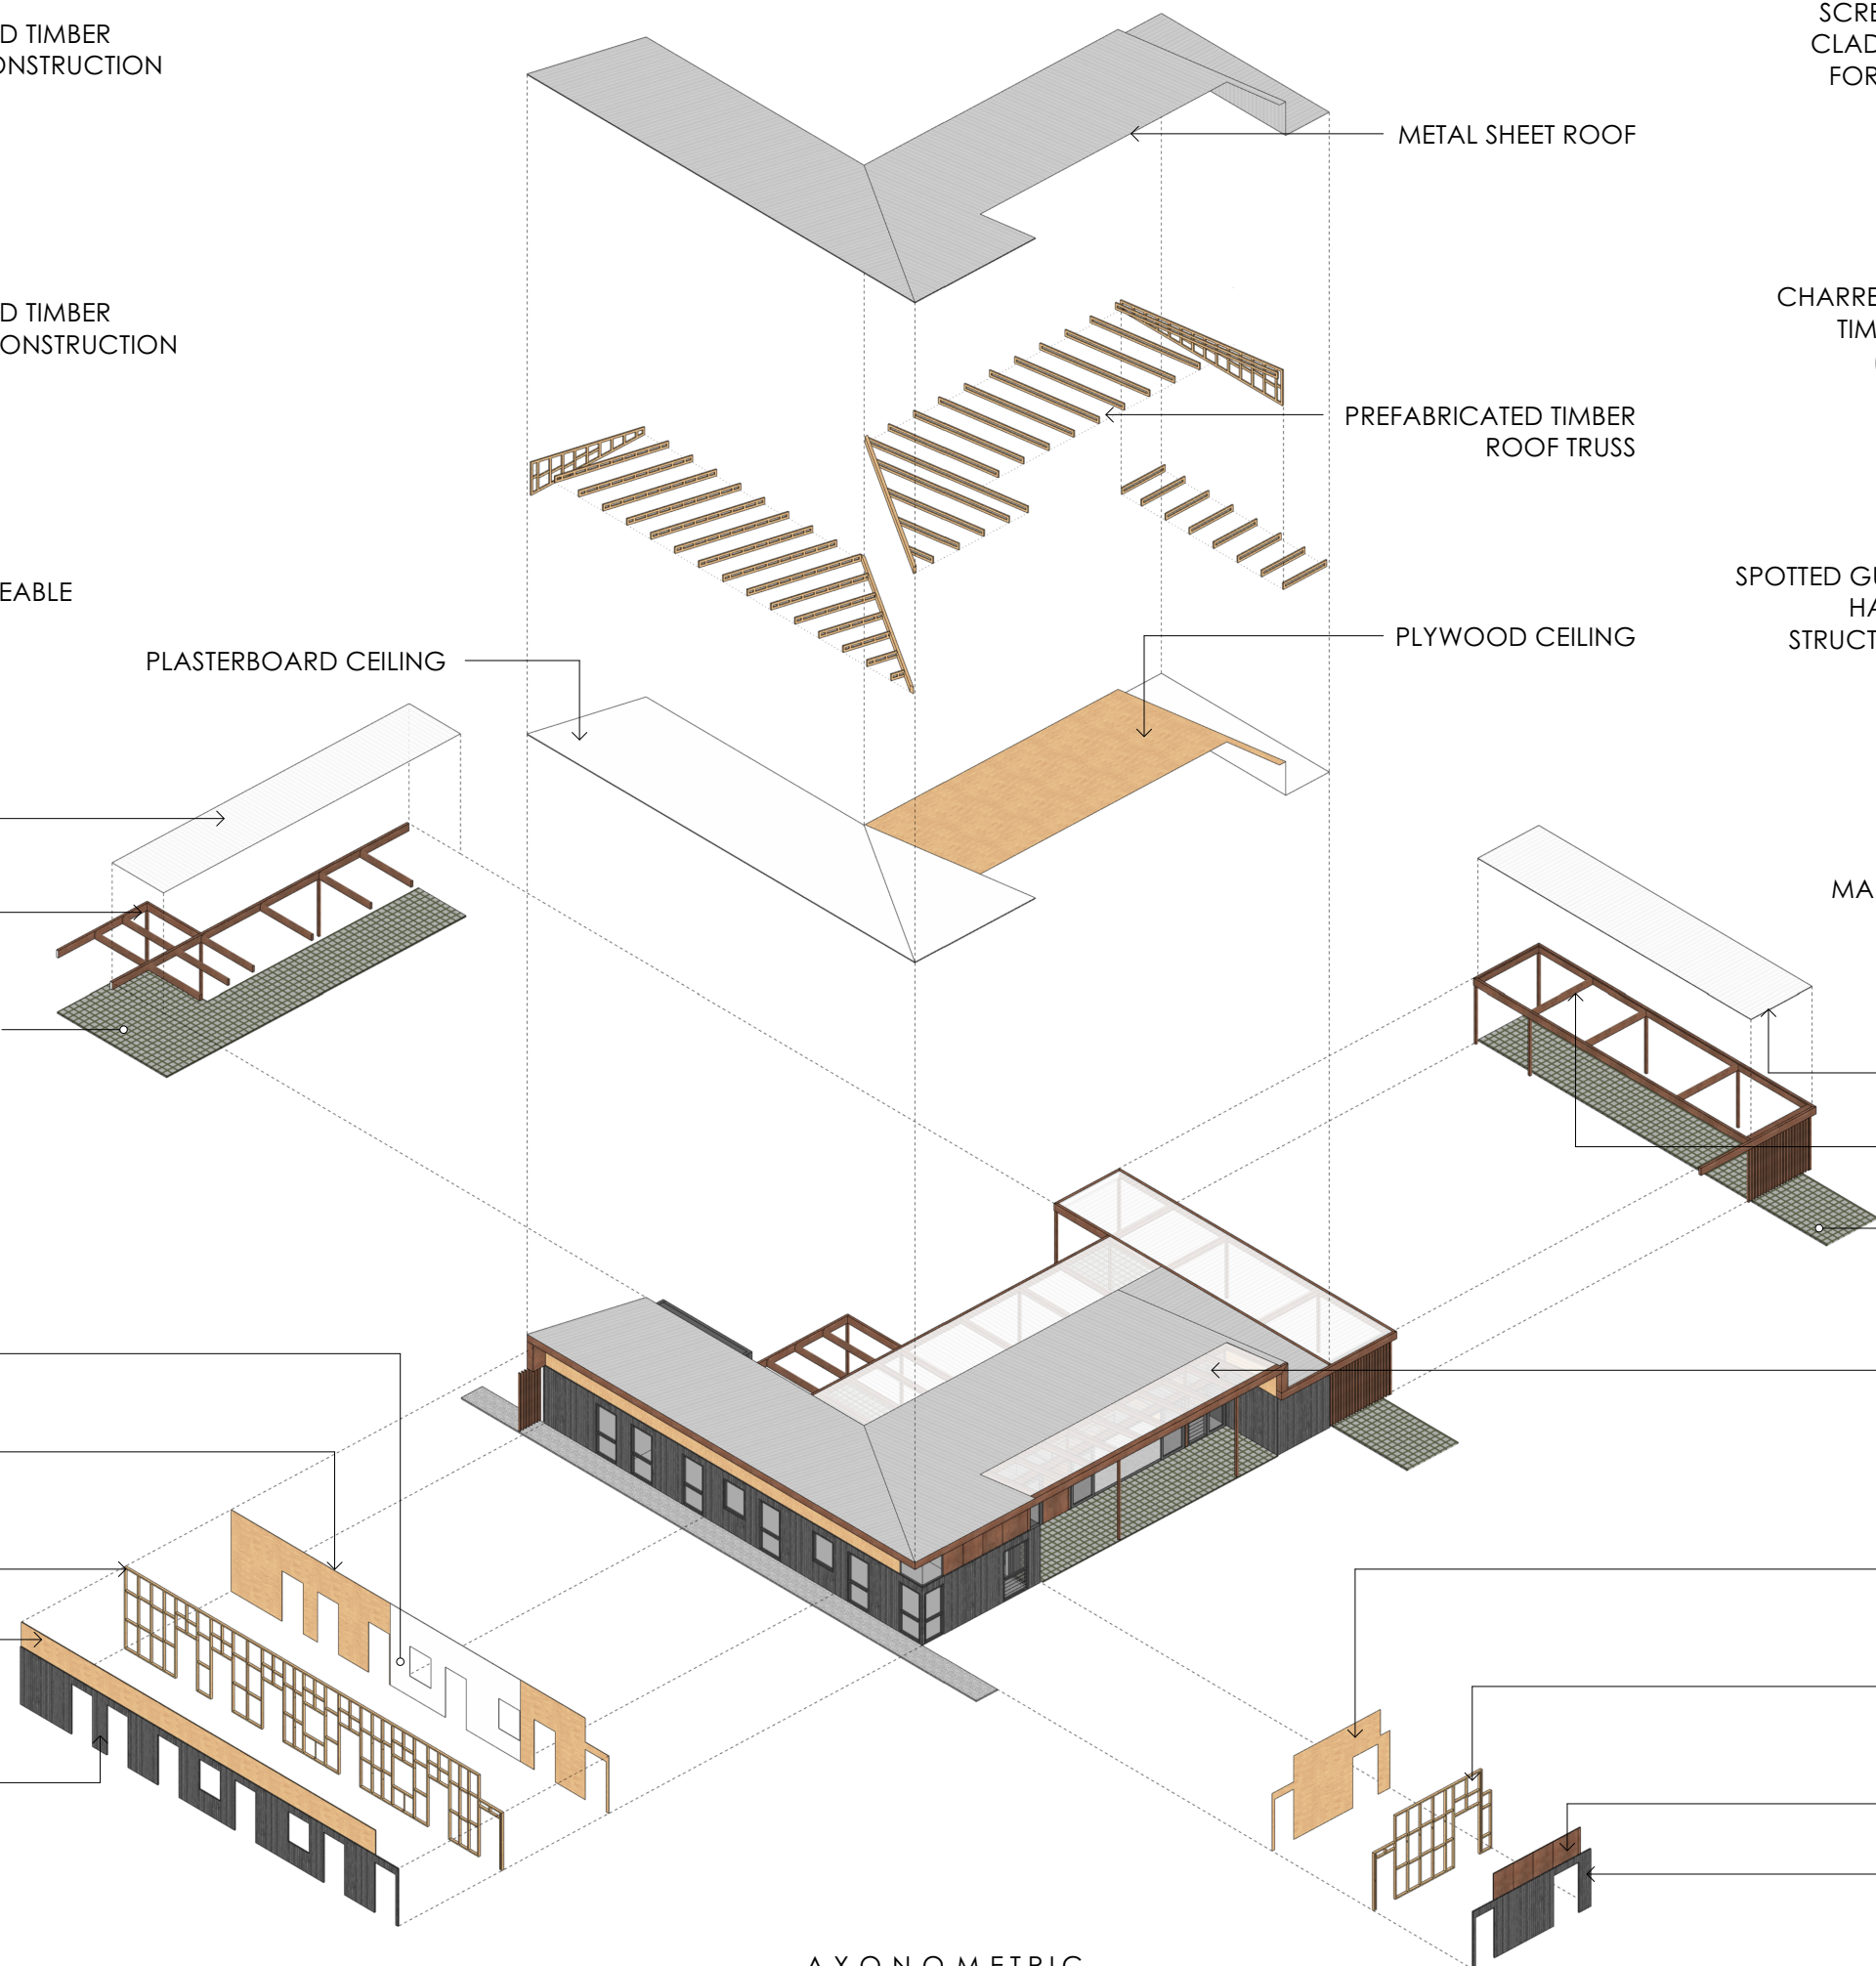 D TIMBER
ONSTRUCTION
SCRE
CLAD
FOR
METAL SHEET ROOF
D TIMBER
ONSTRUCTION
CHARRE
TIM
PREFABRICATED TIMBER
ROOF TRUSS
EABLE
SPOTTED GU
HA
STRUCT
PLASTERBOARD CEILING
PLYWOOD CEILING
MA
AXONOMETRIC